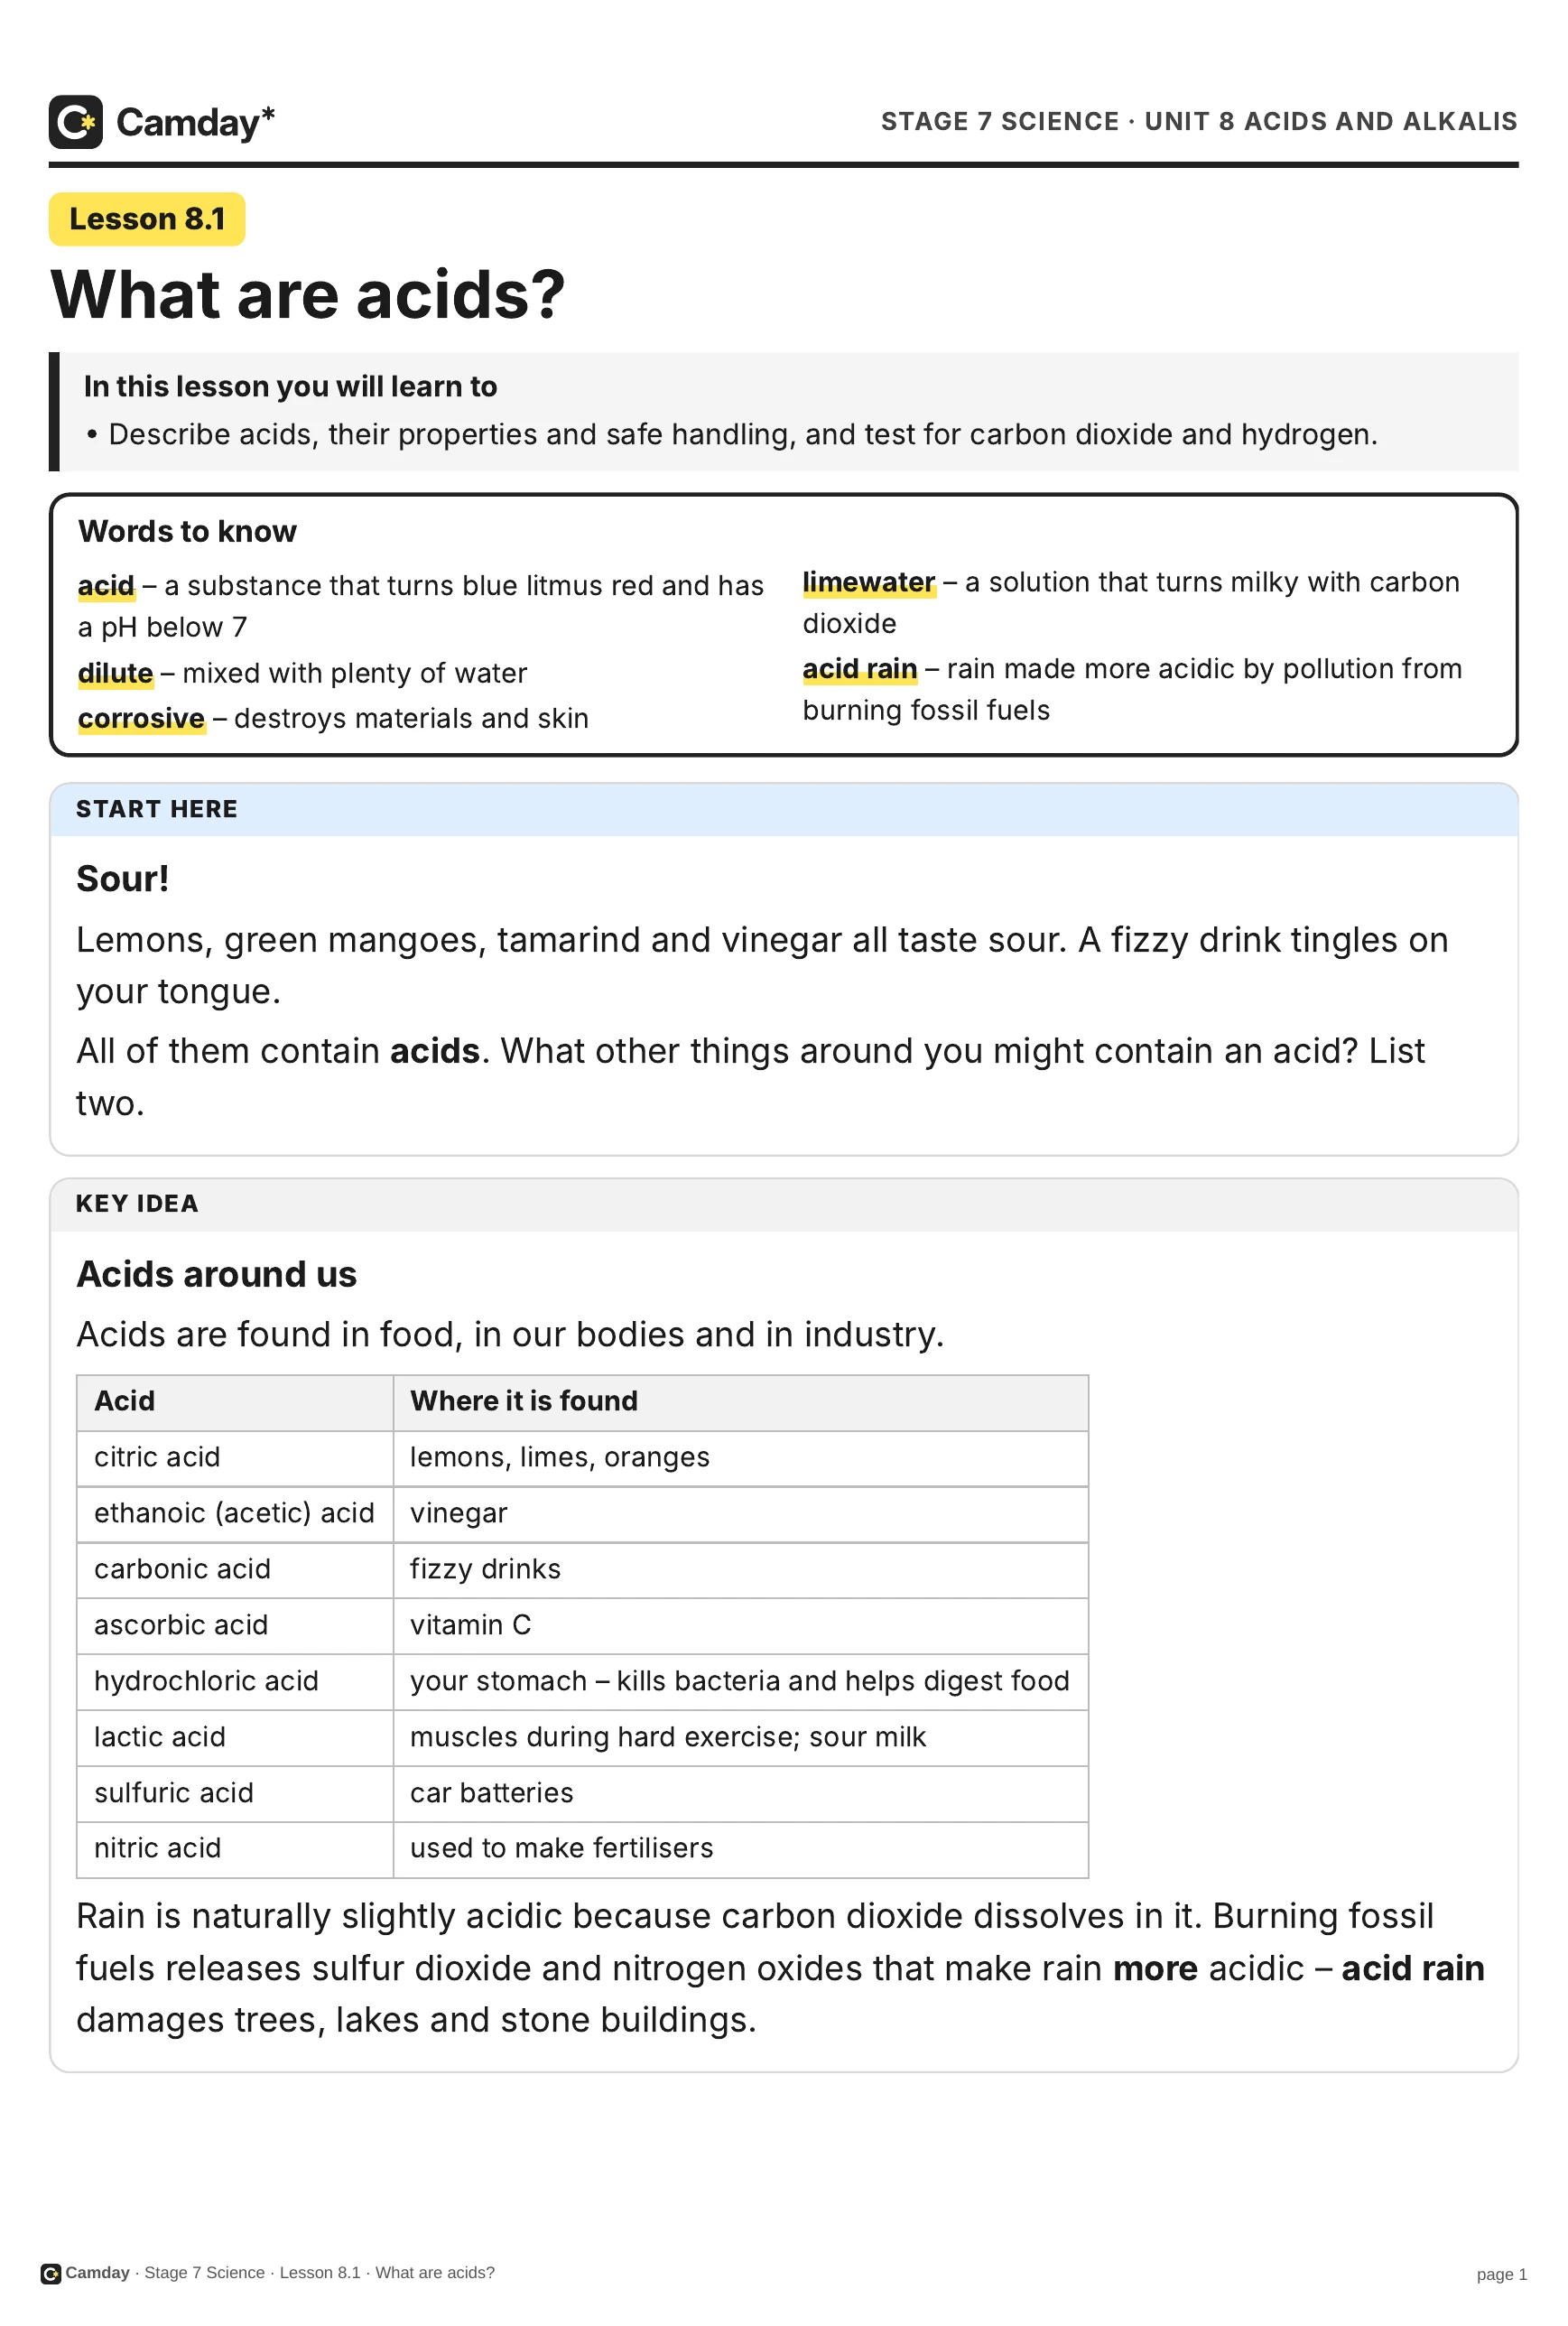 Camday*
STAGE 7 SCIENCE · UNIT 8 ACIDS AND ALKALIS
Lesson 8.1
What are acids?
In this lesson you will learn to
• Describe acids, their properties and safe handling, and test for carbon dioxide and hydrogen.
Words to know
acid – a substance that turns blue litmus red and has
a pH below 7
dilute – mixed with plenty of water
corrosive – destroys materials and skin
limewater – a solution that turns milky with carbon
dioxide
acid rain – rain made more acidic by pollution from
burning fossil fuels
START HERE
Sour!
Lemons, green mangoes, tamarind and vinegar all taste sour. A fizzy drink tingles on
your tongue.
All of them contain acids. What other things around you might contain an acid? List
two.
KEY IDEA
Acids around us
Acids are found in food, in our bodies and in industry.
Acid Where it is found
citric acid lemons, limes, oranges
ethanoic (acetic) acid vinegar
carbonic acid fizzy drinks
ascorbic acid vitamin C
hydrochloric acid your stomach – kills bacteria and helps digest food
lactic acid muscles during hard exercise; sour milk
sulfuric acid car batteries
nitric acid used to make fertilisers
Rain is naturally slightly acidic because carbon dioxide dissolves in it. Burning fossil
fuels releases sulfur dioxide and nitrogen oxides that make rain more acidic – acid rain
damages trees, lakes and stone buildings.
Camday · Stage 7 Science · Lesson 8.1 · What are acids?
page 1